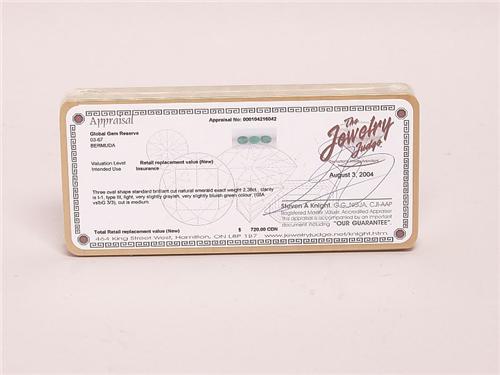 Appraisal
Appraisal No: 000104216042
Global Gem Reserve
03-67
BERMUDA
The
Jewelry
Judge
Valuation Level Retail replacement value (New)
Intended Use Insurance
August 3, 2004
Three oval shape standard brilliant cut natural emerald exact weight 2.38ct., clarity
is I-1, type III, light, very slightly grayish, very slightly bluish green colour, (GIA
vslbG 3/3), cut is medium.
Steven A Knight, G.G.,NGJA, CJI-AAP
Registered Master Valuer Accredited Appraiser
This appraisal is accompanied by an important
document including "OUR GUARANTEE".
Total Retail replacement value (New) $ 720.00 CDN
464 King Street West, Hamilton, ON L8P 1B7 www.jewelryjudge.net/knight.htm